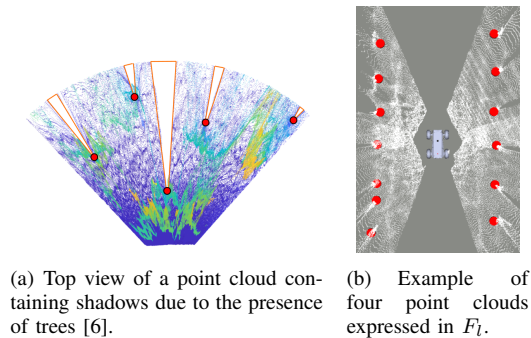 (a) Top view of a point cloud con-
taining shadows due to the presence
of trees [6].
(b) Example of
four point clouds
expressed in F_l.